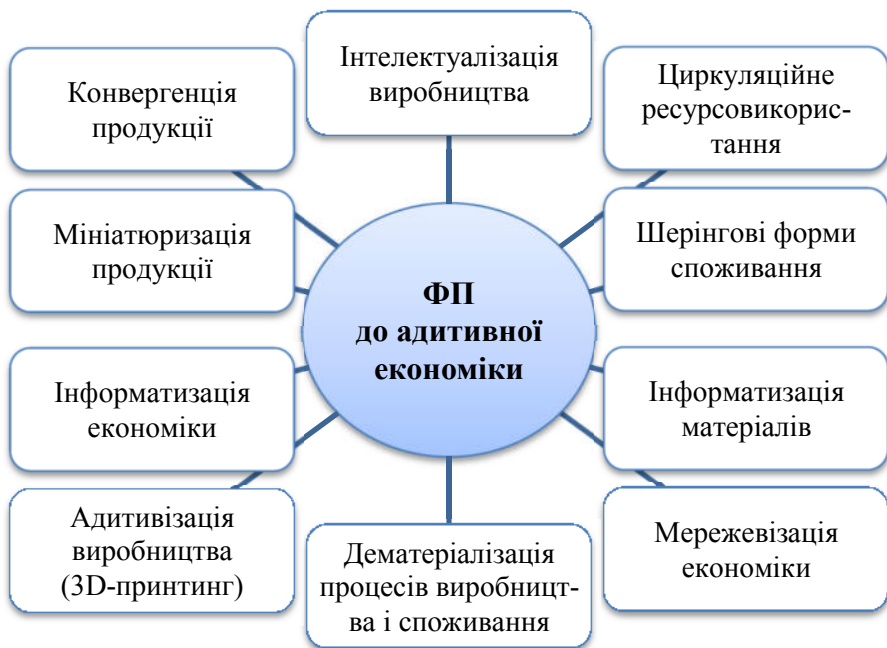 Інтелектуалізація
виробництва
Конвергенція
продукції
Циркуляційне
ресурсовикорис-
тання
Мініатюризація
продукції
Шерінгові форми
споживання
ФП
до адитивної
економіки
Інформатизація
економіки
Інформатизація
матеріалів
Адитивізація
виробництва
(3D-принтинг)
Дематеріалізація
процесів виробницт-
ва і споживання
Мережевізація
економіки